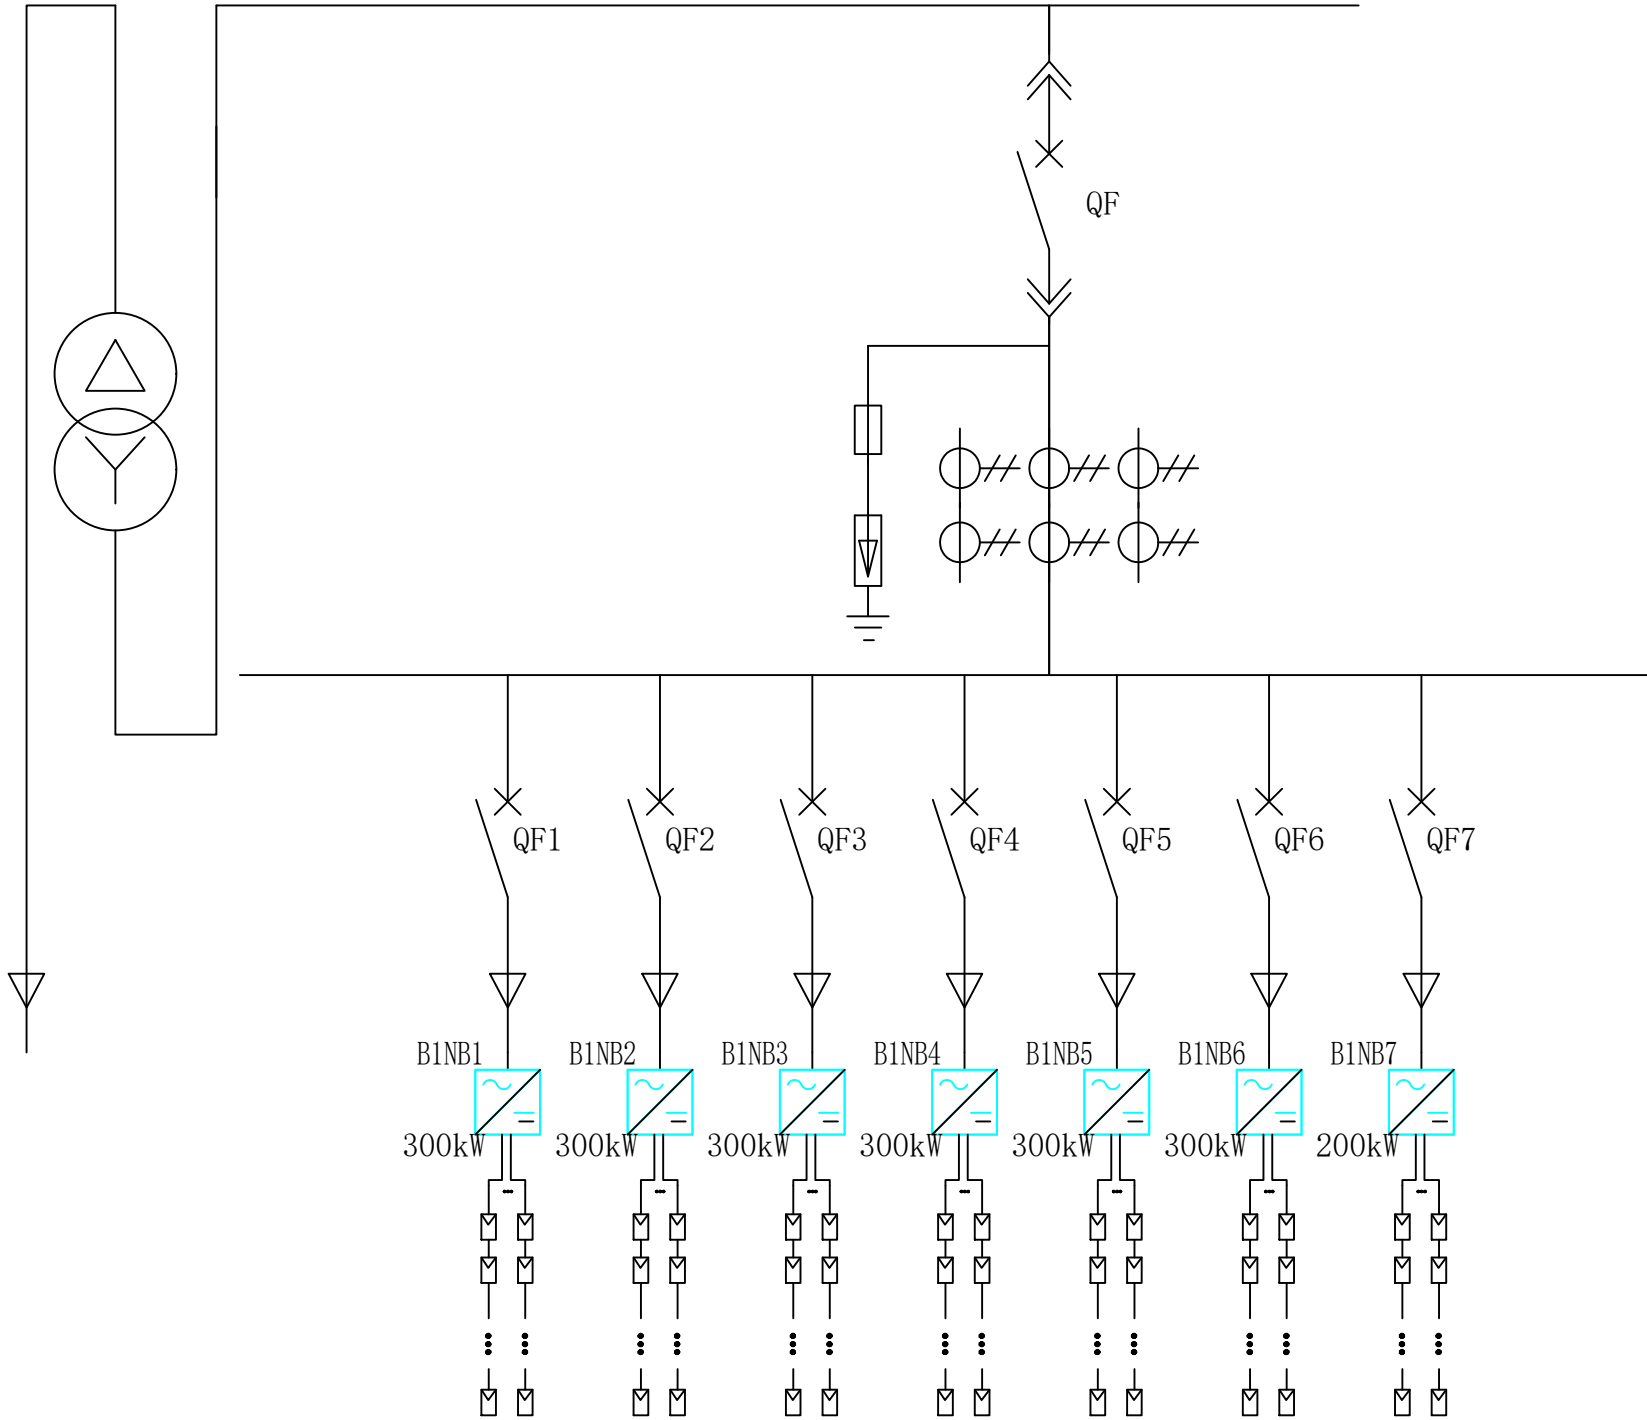 QF
QF1 QF2 QF3 QF4 QF5 QF6 QF7
B1NB1 B1NB2 B1NB3 B1NB4 B1NB5 B1NB6 B1NB7
300kW 300kW 300kW 300kW 300kW 300kW 200kW